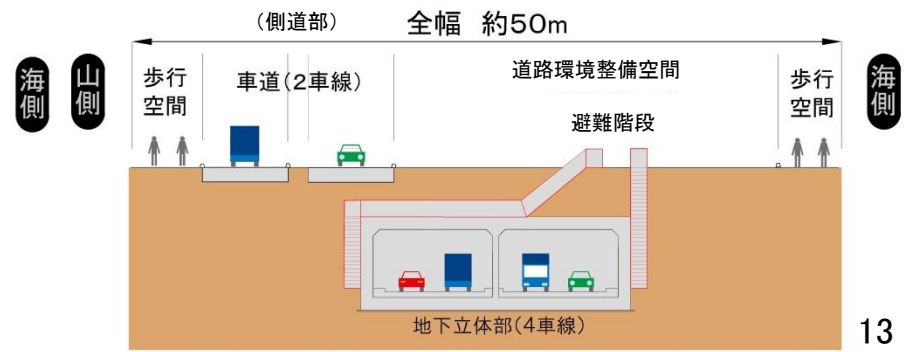 (側道部)
全幅 約50m
海側
山側
歩行
空間
車道(2車線)
道路環境整備空間
歩行
空間
海側
避難階段
地下立体部(4車線)
13